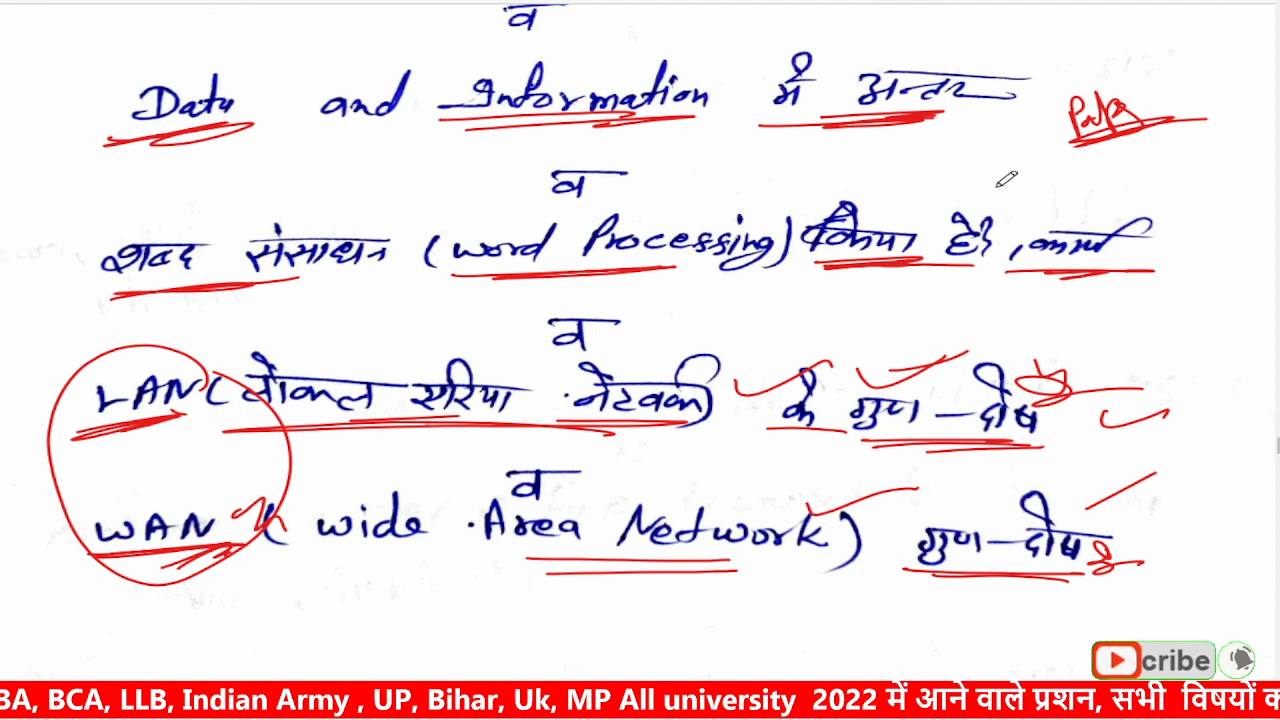 व
Data and Information में अन्तर
व
शब्द संसाधन (word Processing) क्रिया है, कार्य
व
LAN (लोकल एरिया नेटवर्क) के गुण-दोष
व
WAN (wide Area Network) गुण-दोष
cribe
BA, BCA, LLB, Indian Army , UP, Bihar, Uk, MP All university 2022 में आने वाले प्रशन, सभी विषयों क